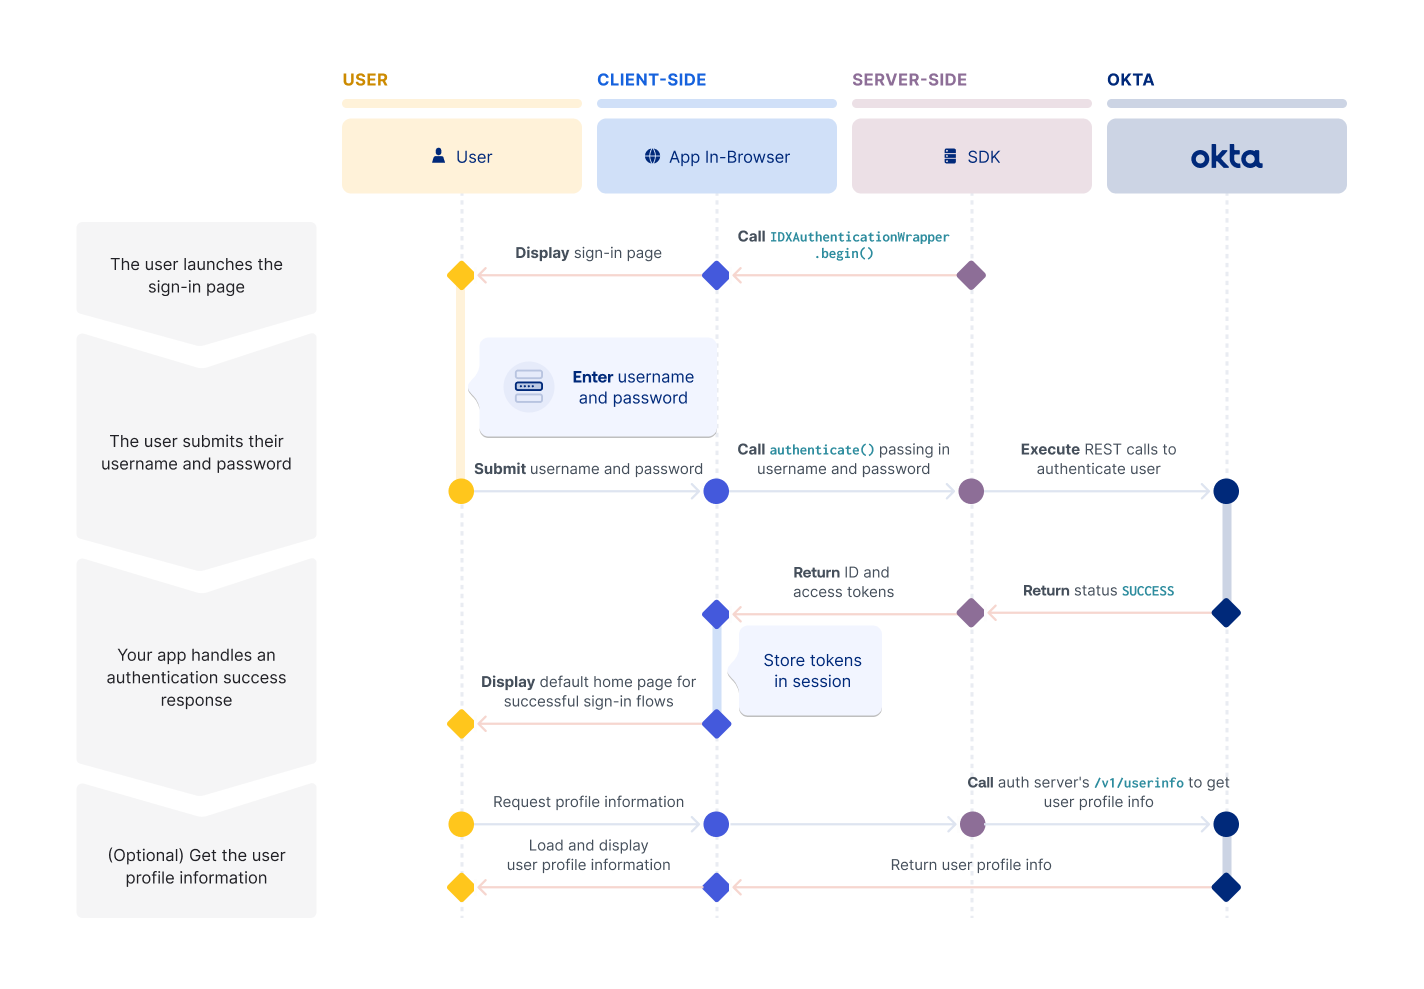 USER
CLIENT-SIDE
SERVER-SIDE
OKTA
User
App In-Browser
SDK
okta
The user launches the
sign-in page
Display sign-in page
Call IDXAuthenticationWrapper
.begin()
The user submits their
username and password
Enter username
and password
Submit username and password
Call authenticate() passing in
username and password
Execute REST calls to
authenticate user
Your app handles an
authentication success
response
Return status SUCCESS
Return ID and
access tokens
Store tokens
in session
Display default home page for
successful sign-in flows
(Optional) Get the user
profile information
Request profile information
Call auth server's /v1/userinfo to get
user profile info
Load and display
user profile information
Return user profile info